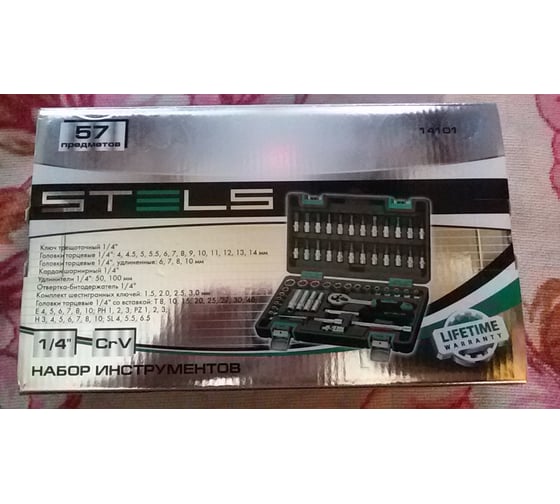 57
предметов
14101
STELS
Ключ трещоточный 1/4"
Головки торцевые 1/4": 4, 4.5, 5, 5.5, 6, 7, 8, 9, 10, 11, 12, 13, 14 мм
Головки торцевые 1/4", удлиненные: 6, 7, 8, 10 мм
Кардан шарнирный 1/4"
Удлинители 1/4": 50, 100 мм
Отвертка-битодержатель 1/4"
Комплект шестигранных ключей: 1.5, 2.0, 2.5, 3.0 мм
Головки торцевые 1/4" со вставкой: T 8, 10, 15, 20, 25, 27, 30, 40,
E 4, 5, 6, 7, 8, 10; PH 1, 2, 3; PZ 1, 2, 3;
H 3, 4, 5, 6, 7, 8, 10; SL 4, 5.5, 6.5
1/4" CrV
НАБОР ИНСТРУМЕНТОВ
LIFETIME
WARRANTY